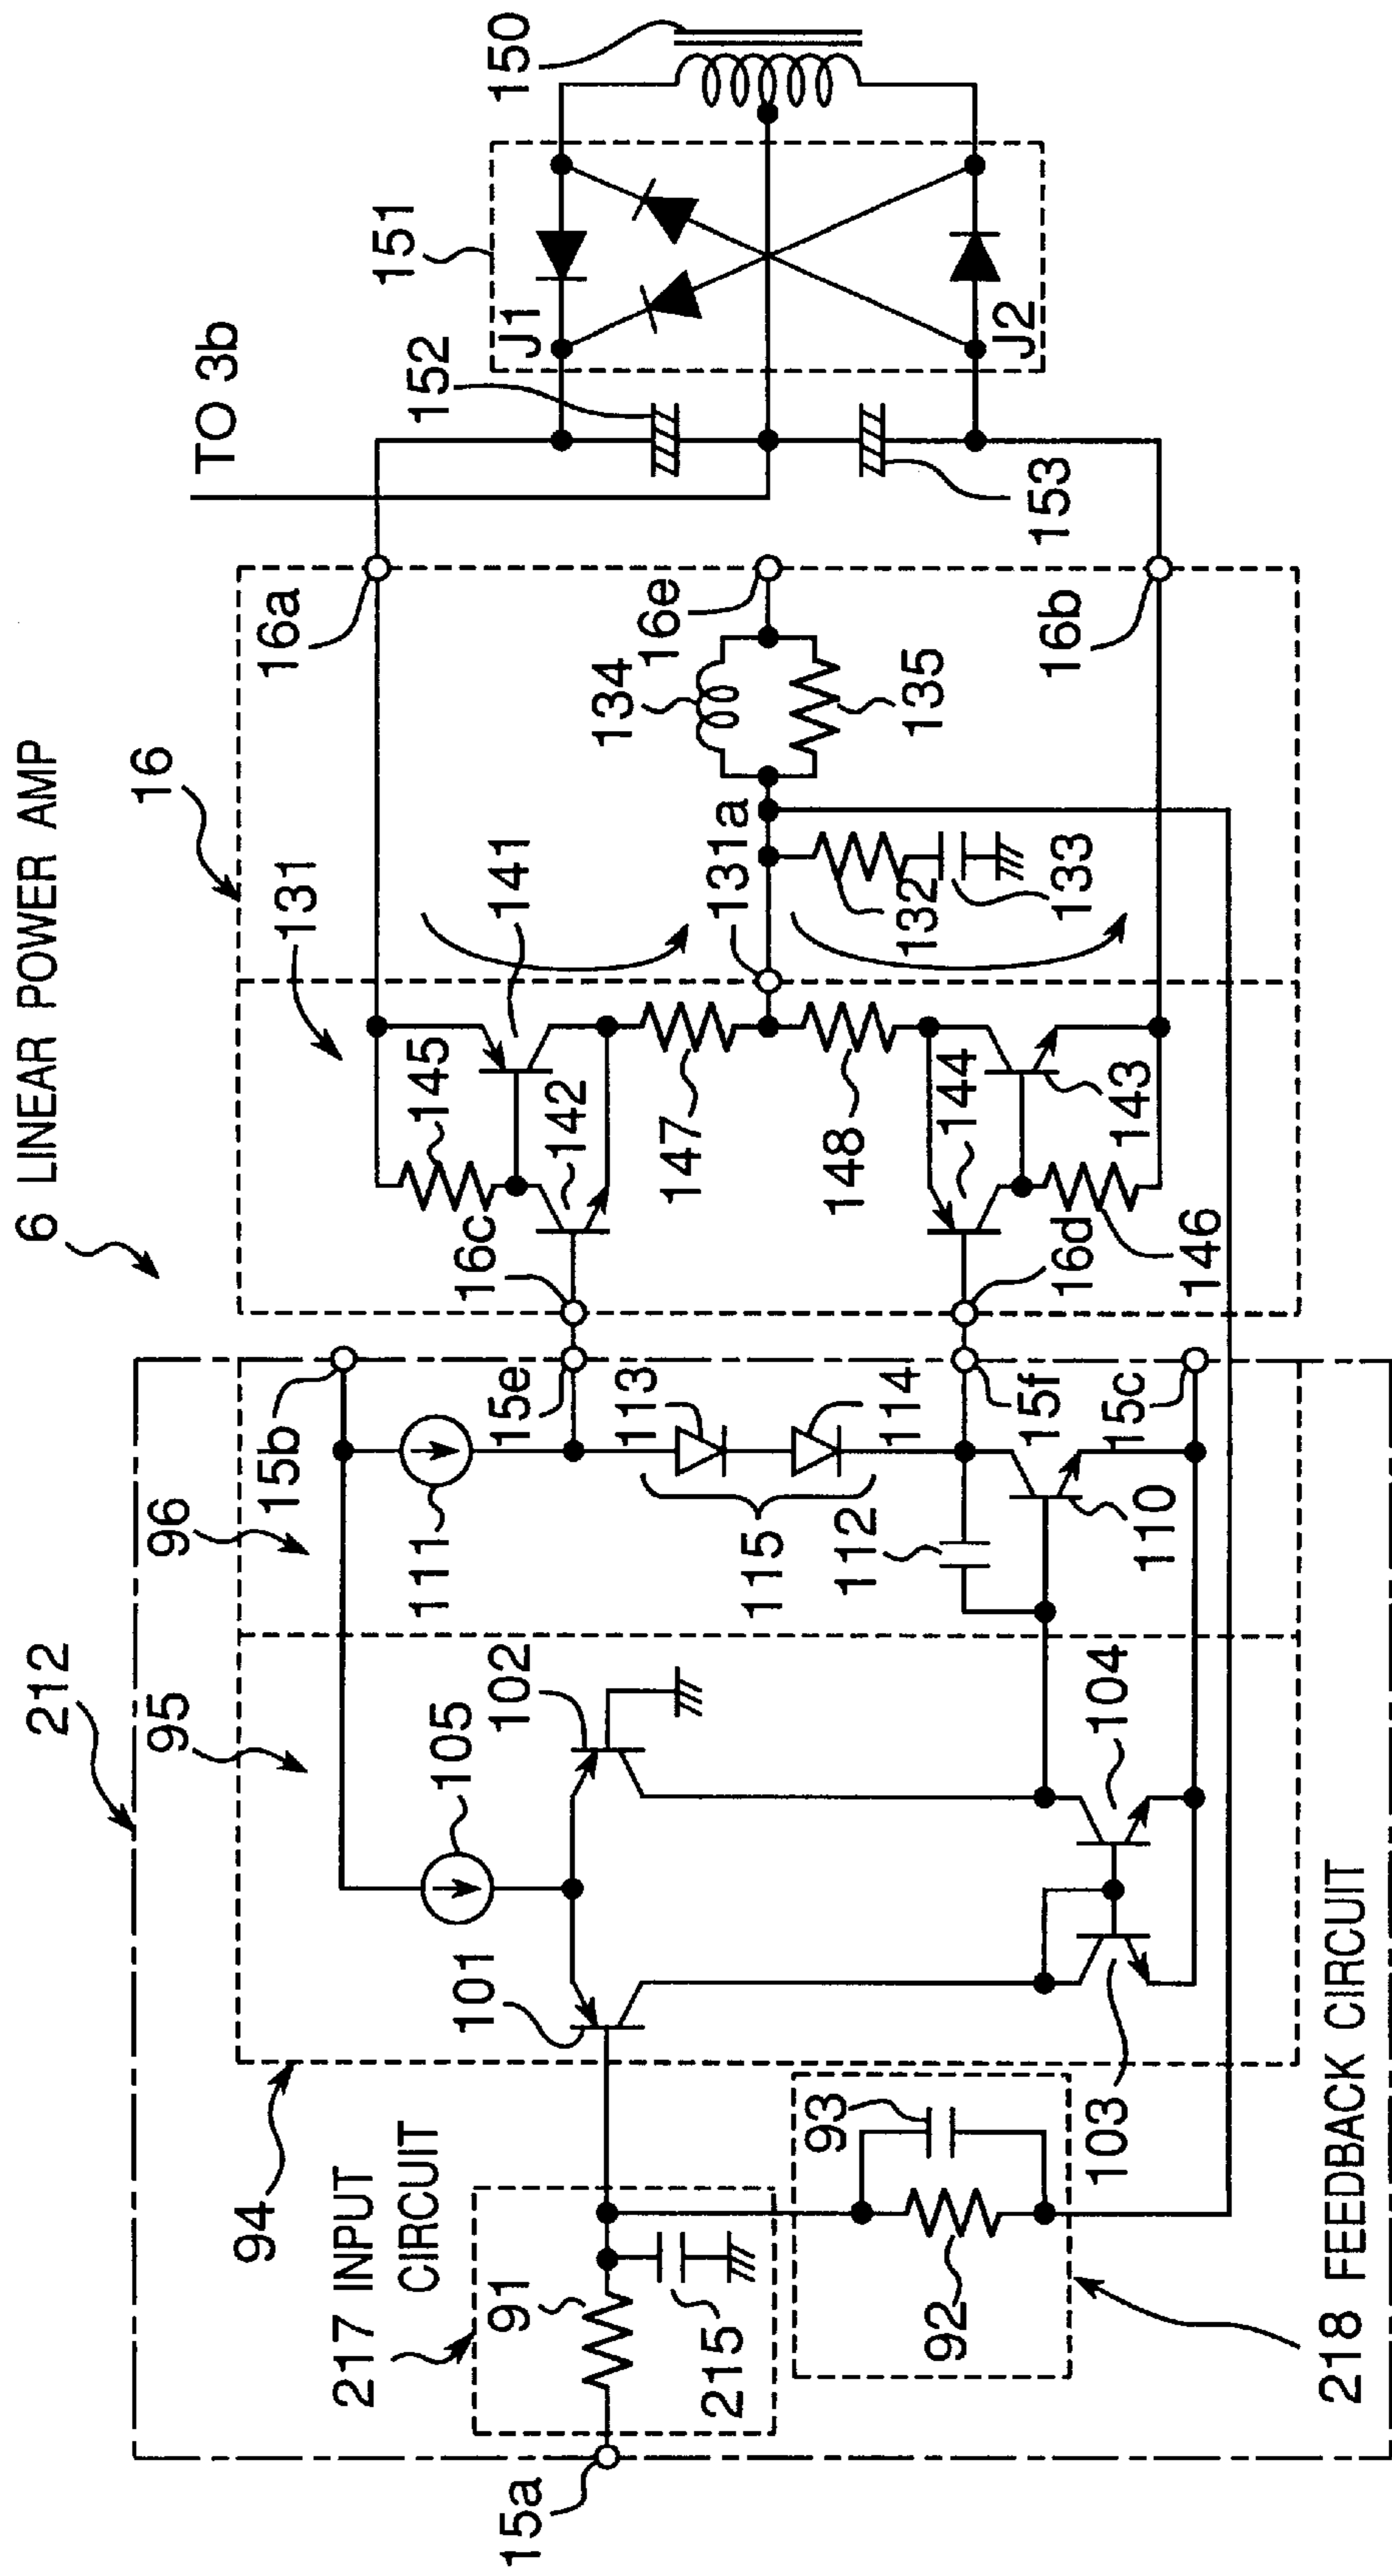 6 LINEAR POWER AMP
212
95
96
16
131
TO 3b
94
105
102
15b
111
16c
145
141
16a
J1
152
151
150
217 INPUT
CIRCUIT
101
15e
113
142
147
131a
134
16e
91
15a
215
93
92
115
112
114
148
144
132
133
135
153
J2
103
104
110
15f
15c
16d
146
143
16b
218 FEEDBACK CIRCUIT